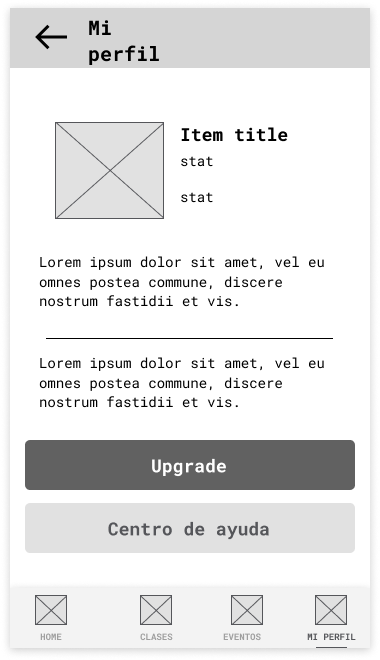 Mi
perfil
Item title
stat
stat
Lorem ipsum dolor sit amet, vel eu
omnes postea commune, discere
nostrum fastidii et vis.
Lorem ipsum dolor sit amet, vel eu
omnes postea commune, discere
nostrum fastidii et vis.
Upgrade
Centro de ayuda
HOME CLASES EVENTOS MI PERFIL